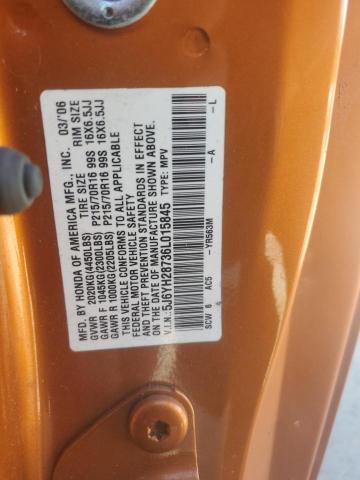 MFD. BY HONDA OF AMERICA MFG., INC. 03/'06
TIRE SIZE RIM SIZE
GVWR 2020KG(4450LBS)
GAWR F 1045KG(2300LBS) P215/70R16 99S 16X6.5JJ
GAWR R 1000KG(2205LBS) P215/70R16 99S 16X6.5JJ
THIS VEHICLE CONFORMS TO ALL APPLICABLE
FEDERAL MOTOR VEHICLE SAFETY
AND THEFT PREVENTION STANDARDS IN EFFECT
ON THE DATE OF MANUFACTURE SHOWN ABOVE.
V.I.N.:5J6YH28736L015845 TYPE: MPV
SCW 6 AC5 -YR563M -A -L